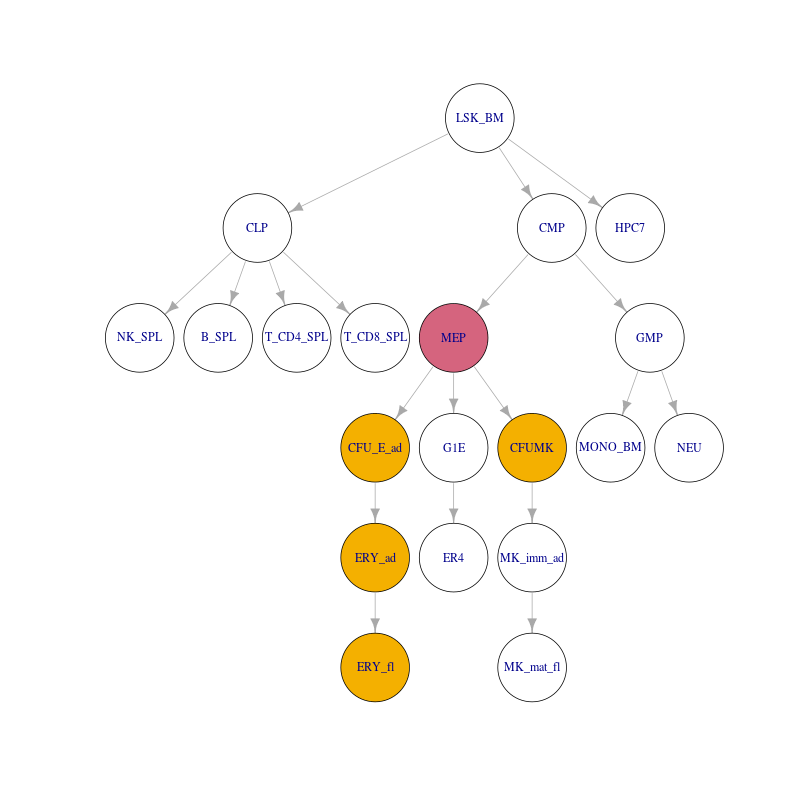 LSK_BM
CLP
CMP
HPC7
NK_SPL
B_SPL
T_CD4_SPL
T_CD8_SPL
MEP
GMP
CFU_E_ad
G1E
CFUMK
MONO_BM
NEU
ERY_ad
ER4
MK_imm_ad
ERY_fl
MK_mat_fl